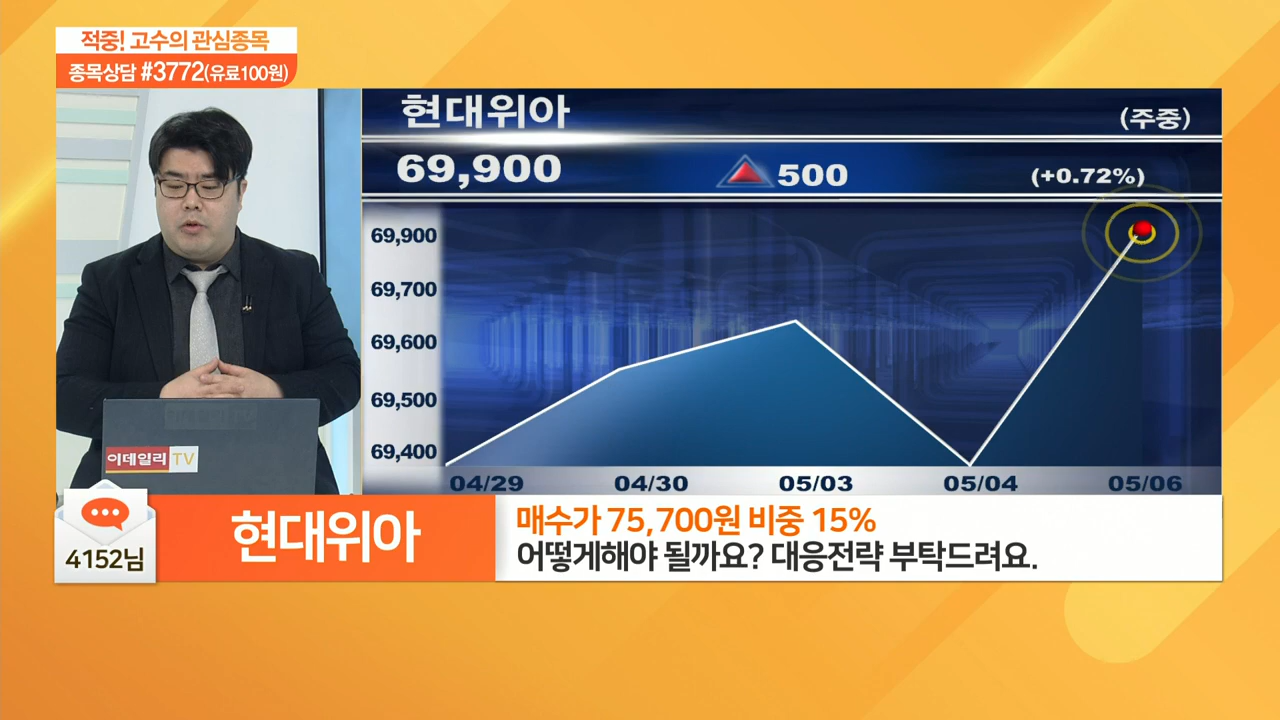 적중! 고수의 관심종목
종목상담 #3772(유료100원)
현대위아
(주중)
69,900
500
(+0.72%)
69,900
69,700
69,600
69,500
69,400
04/29
04/30
05/03
05/04
05/06
이데일리 TV
4152님
현대위아
매수가 75,700원 비중 15%
어떻게해야 될까요? 대응전략 부탁드려요.